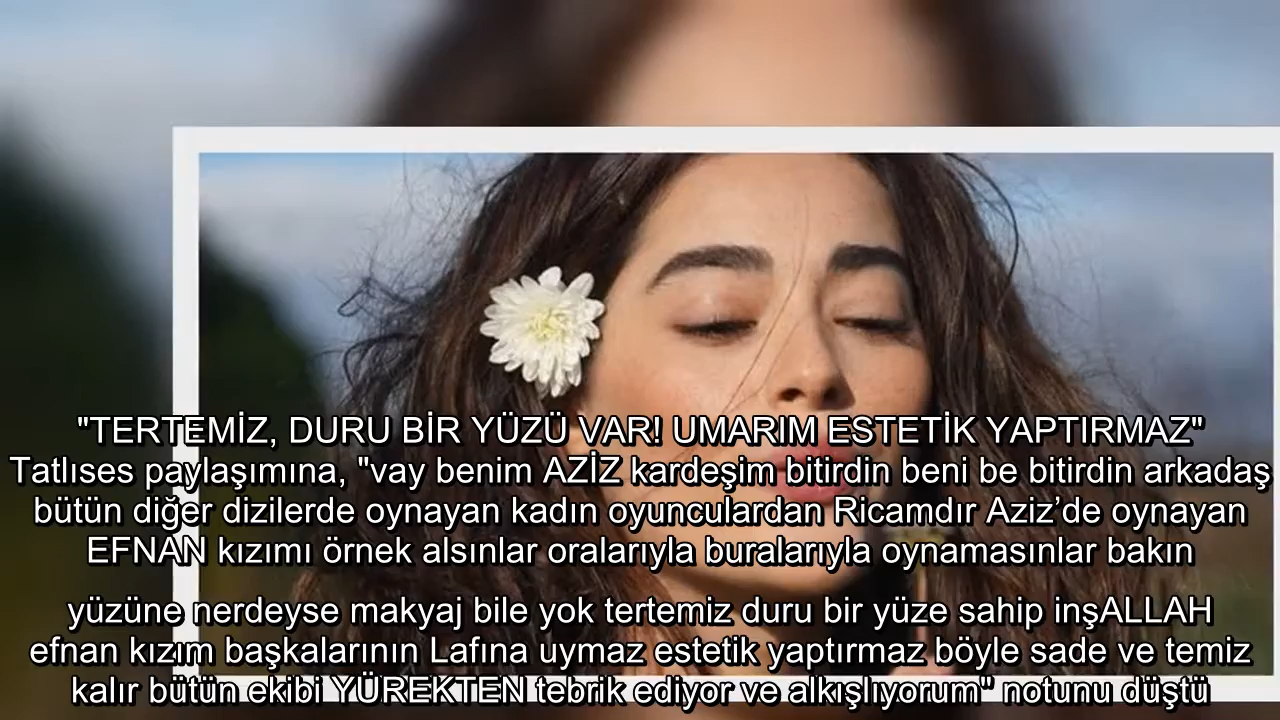 "TERTEMİZ, DURU BİR YÜZÜ VAR! UMARIM ESTETİK YAPTIRMAZ"
Tatlıses paylaşımına, "vay benim AZİZ kardeşim bitirdin beni be bitirdin arkadaş
bütün diğer dizilerde oynayan kadın oyunculardan Ricamdır Aziz’de oynayan
EFNAN kızımı örnek alsınlar oralarıyla buralarıyla oynamasınlar bakın
yüzüne nerdeyse makyaj bile yok tertemiz duru bir yüze sahip inşALLAH
efnan kızım başkalarının Lafına uymaz estetik yaptırmaz böyle sade ve temiz
kalır bütün ekibi YÜREKTEN tebrik ediyor ve alkışlıyorum" notunu düştü